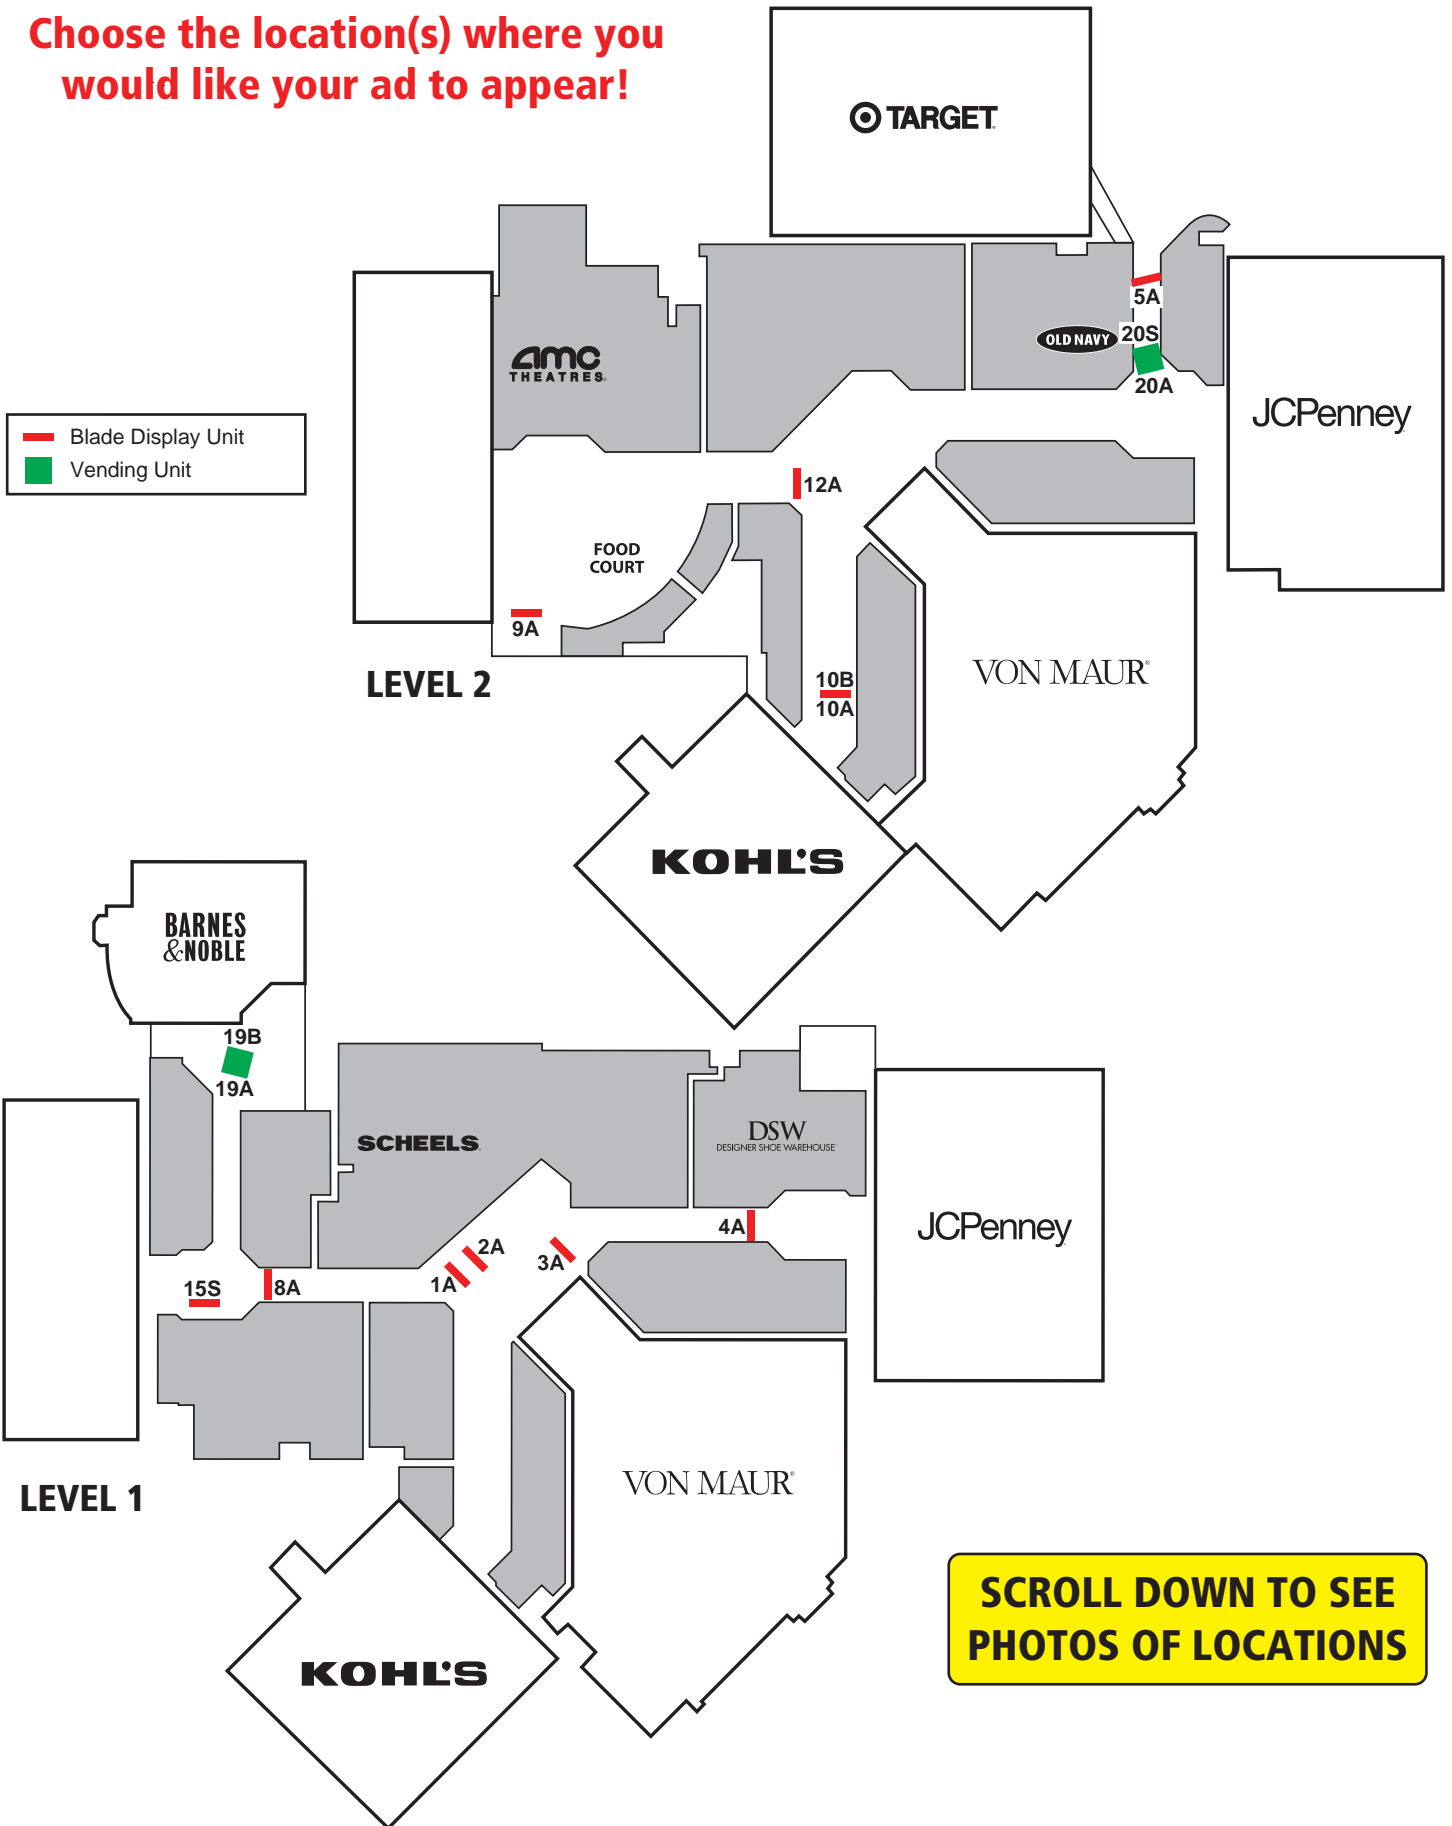 Choose the location(s) where you
would like your ad to appear!
TARGET
5A
OLD NAVY
20S
20A
amc
THEATRES
JCPenney
Blade Display Unit
Vending Unit
12A
FOOD
COURT
9A
LEVEL 2
10B
10A
VON MAUR
KOHL'S
BARNES
&NOBLE
19B
19A
SCHEELS
DSW
DESIGNER SHOE WAREHOUSE
4A
JCPenney
2A
3A
1A
15S
8A
VON MAUR
LEVEL 1
KOHL'S
SCROLL DOWN TO SEE
PHOTOS OF LOCATIONS